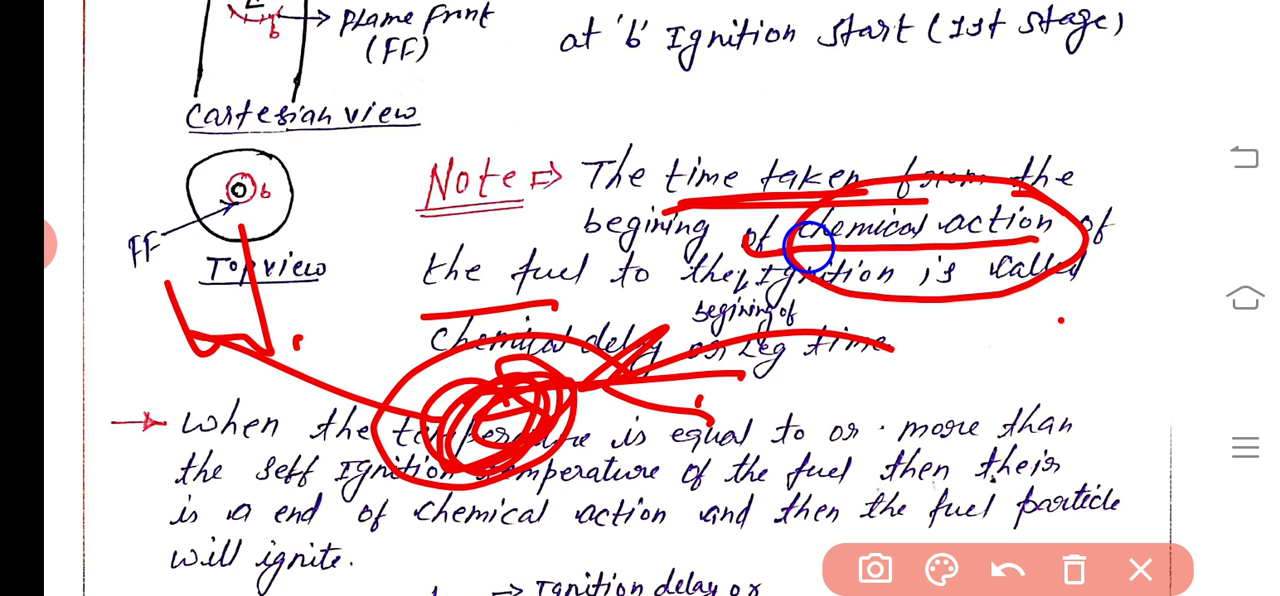 b → Flame front
(FF)
at 'b' Ignition start (1st stage)
Cartesian view
b
FF
Top view
Note ⇒ The time taken from the
begining of chemical action of
the fuel to the Ignition is called
begining of
chemical delay or Leg time
→ When the temperature is equal to or more than
the seff Ignition temperature of the fuel then their
is a end of chemical action and then the fuel particle
will ignite.
→ Ignition delay or